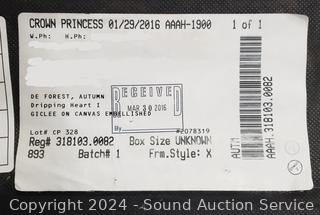 CROWN PRINCESS 01/29/2016 AAAH-1900 1 of 1
W.Ph: H.Ph:
DE FOREST, AUTUMN
Dripping Heart I
GICLEE ON CANVAS EMBELLISHED
RECEIVED
MAR 30 2016
By
Lot# CP 328 #2078319
Reg# 318103.0082 Box Size UNKNOWN
893 Batch# 1 Frm.Style: X
AUT.M
AAAH.318103.0082
Copyright 2024 - Sound Auction Service